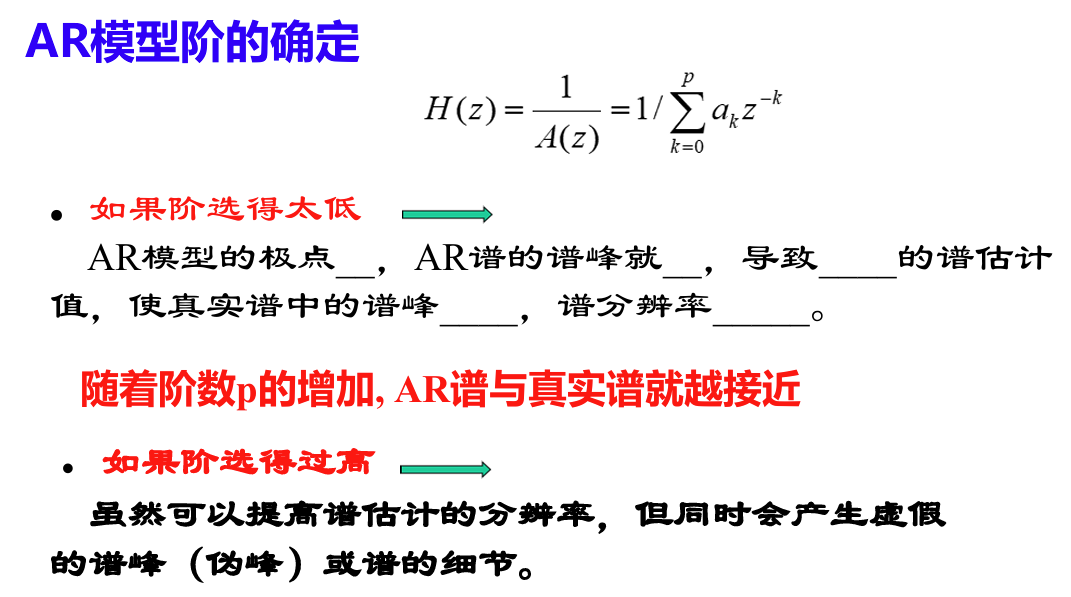 AR模型阶的确定
H(z) = 1/A(z) = 1/∑_{k=0}^{p} a_k z^{-k}
• 如果阶选得太低
AR模型的极点__，AR谱的谱峰就__，导致____的谱估计
值，使真实谱中的谱峰____，谱分辨率_____。
随着阶数p的增加, AR谱与真实谱就越接近
• 如果阶选得过高
虽然可以提高谱估计的分辨率，但同时会产生虚假
的谱峰（伪峰）或谱的细节。